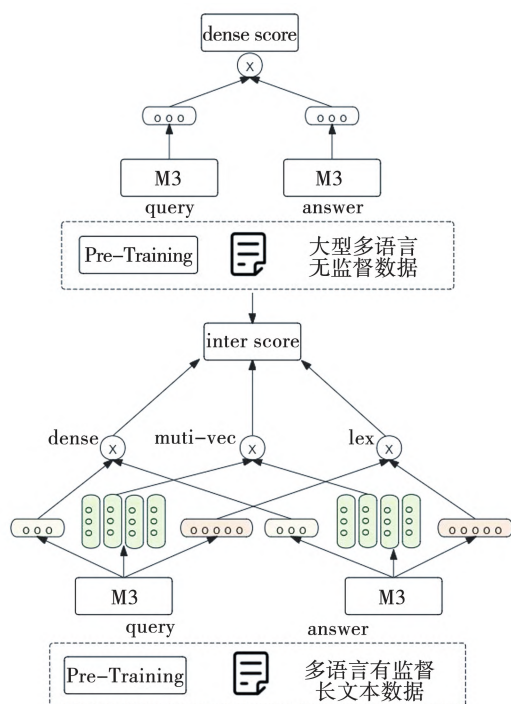 dense score
x
M3
M3
query
answer
Pre-Training
大型多语言
无监督数据
inter score
dense
muti-vec
lex
x
x
x
M3
M3
query
answer
Pre-Training
多语言有监督
长文本数据